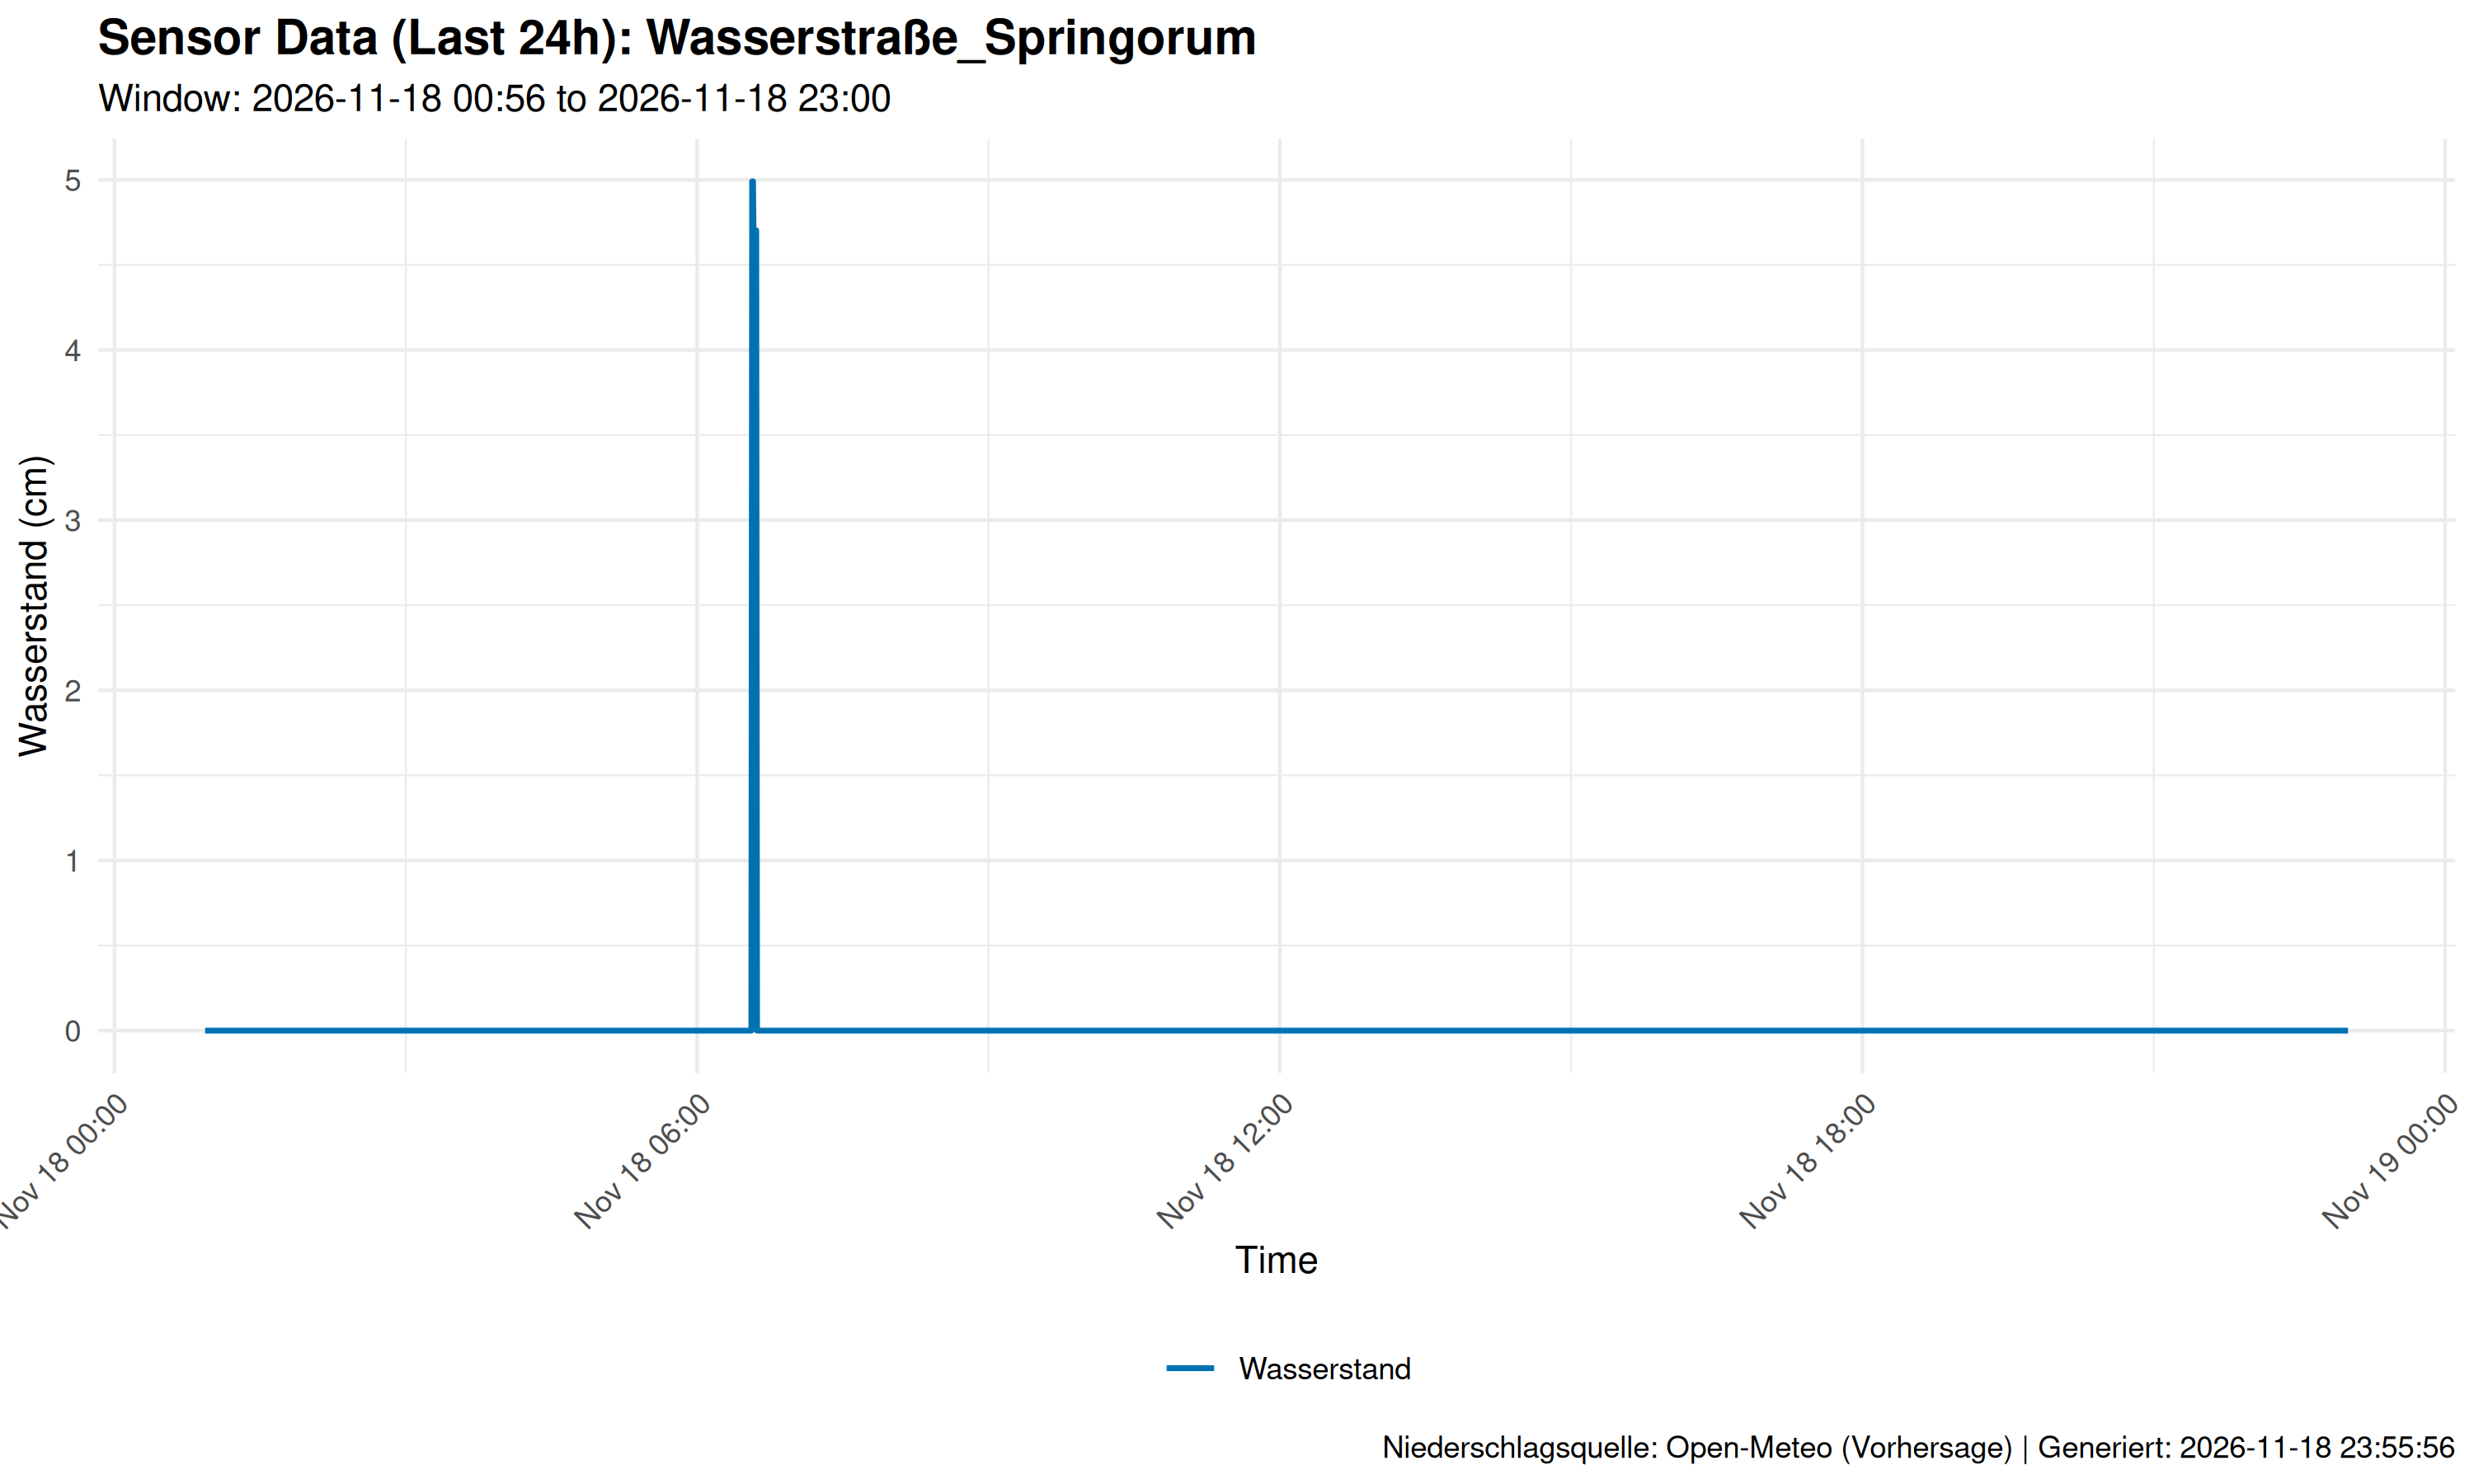 Sensor Data (Last 24h): Wasserstraße_Springorum
Window: 2026-11-18 00:56 to 2026-11-18 23:00
Wasserstand (cm)
5
4
3
2
1
0
Nov 18 00:00
Nov 18 06:00
Nov 18 12:00
Nov 18 18:00
Nov 19 00:00
Time
Wasserstand
Niederschlagsquelle: Open-Meteo (Vorhersage) | Generiert: 2026-11-18 23:55:56